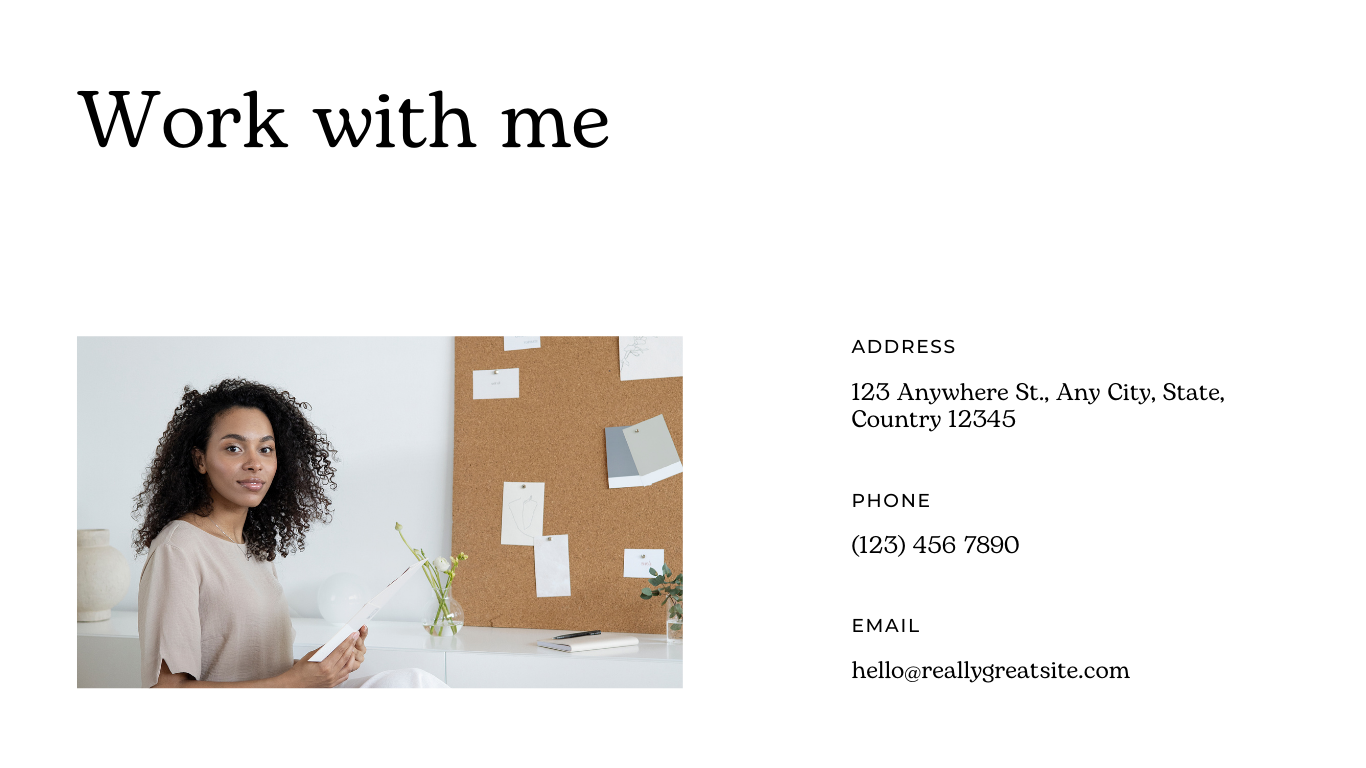 Work with me
ADDRESS
123 Anywhere St., Any City, State,
Country 12345
PHONE
(123) 456 7890
EMAIL
hello@reallygreatsite.com